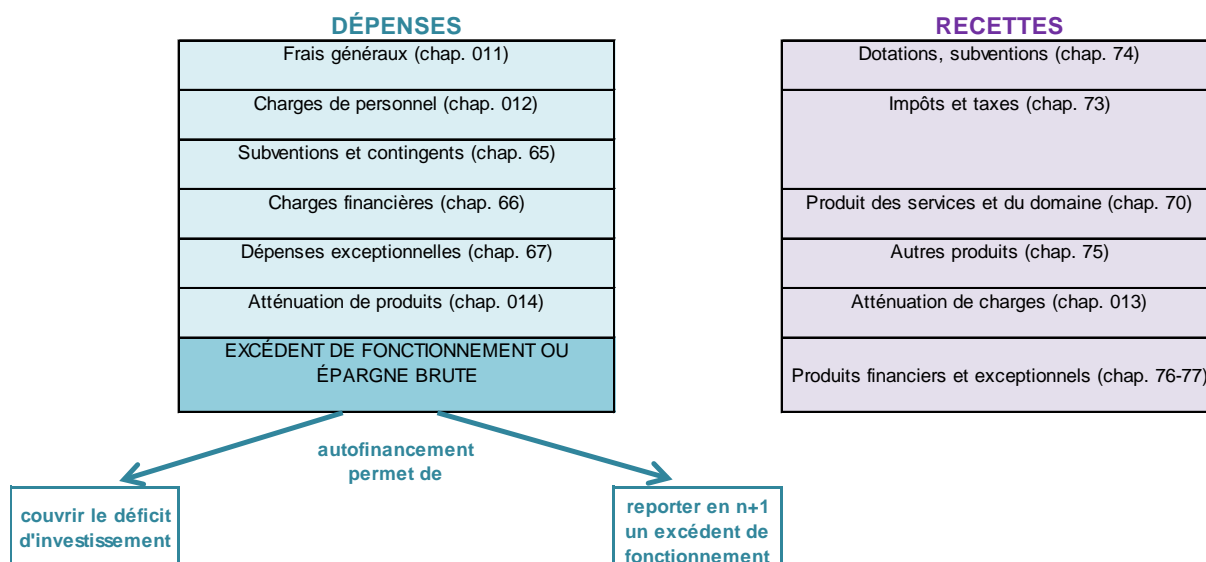 DÉPENSES
Frais généraux (chap. 011)
Charges de personnel (chap. 012)
Subventions et contingents (chap. 65)
Charges financières (chap. 66)
Dépenses exceptionnelles (chap. 67)
Atténuation de produits (chap. 014)
EXCÉDENT DE FONCTIONNEMENT OU
ÉPARGNE BRUTE
RECETTES
Dotations, subventions (chap. 74)
Impôts et taxes (chap. 73)
Produit des services et du domaine (chap. 70)
Autres produits (chap. 75)
Atténuation de charges (chap. 013)
Produits financiers et exceptionnels (chap. 76-77)
autofinancement
permet de
couvrir le déficit
d'investissement
reporter en n+1
un excédent de
fonctionnement